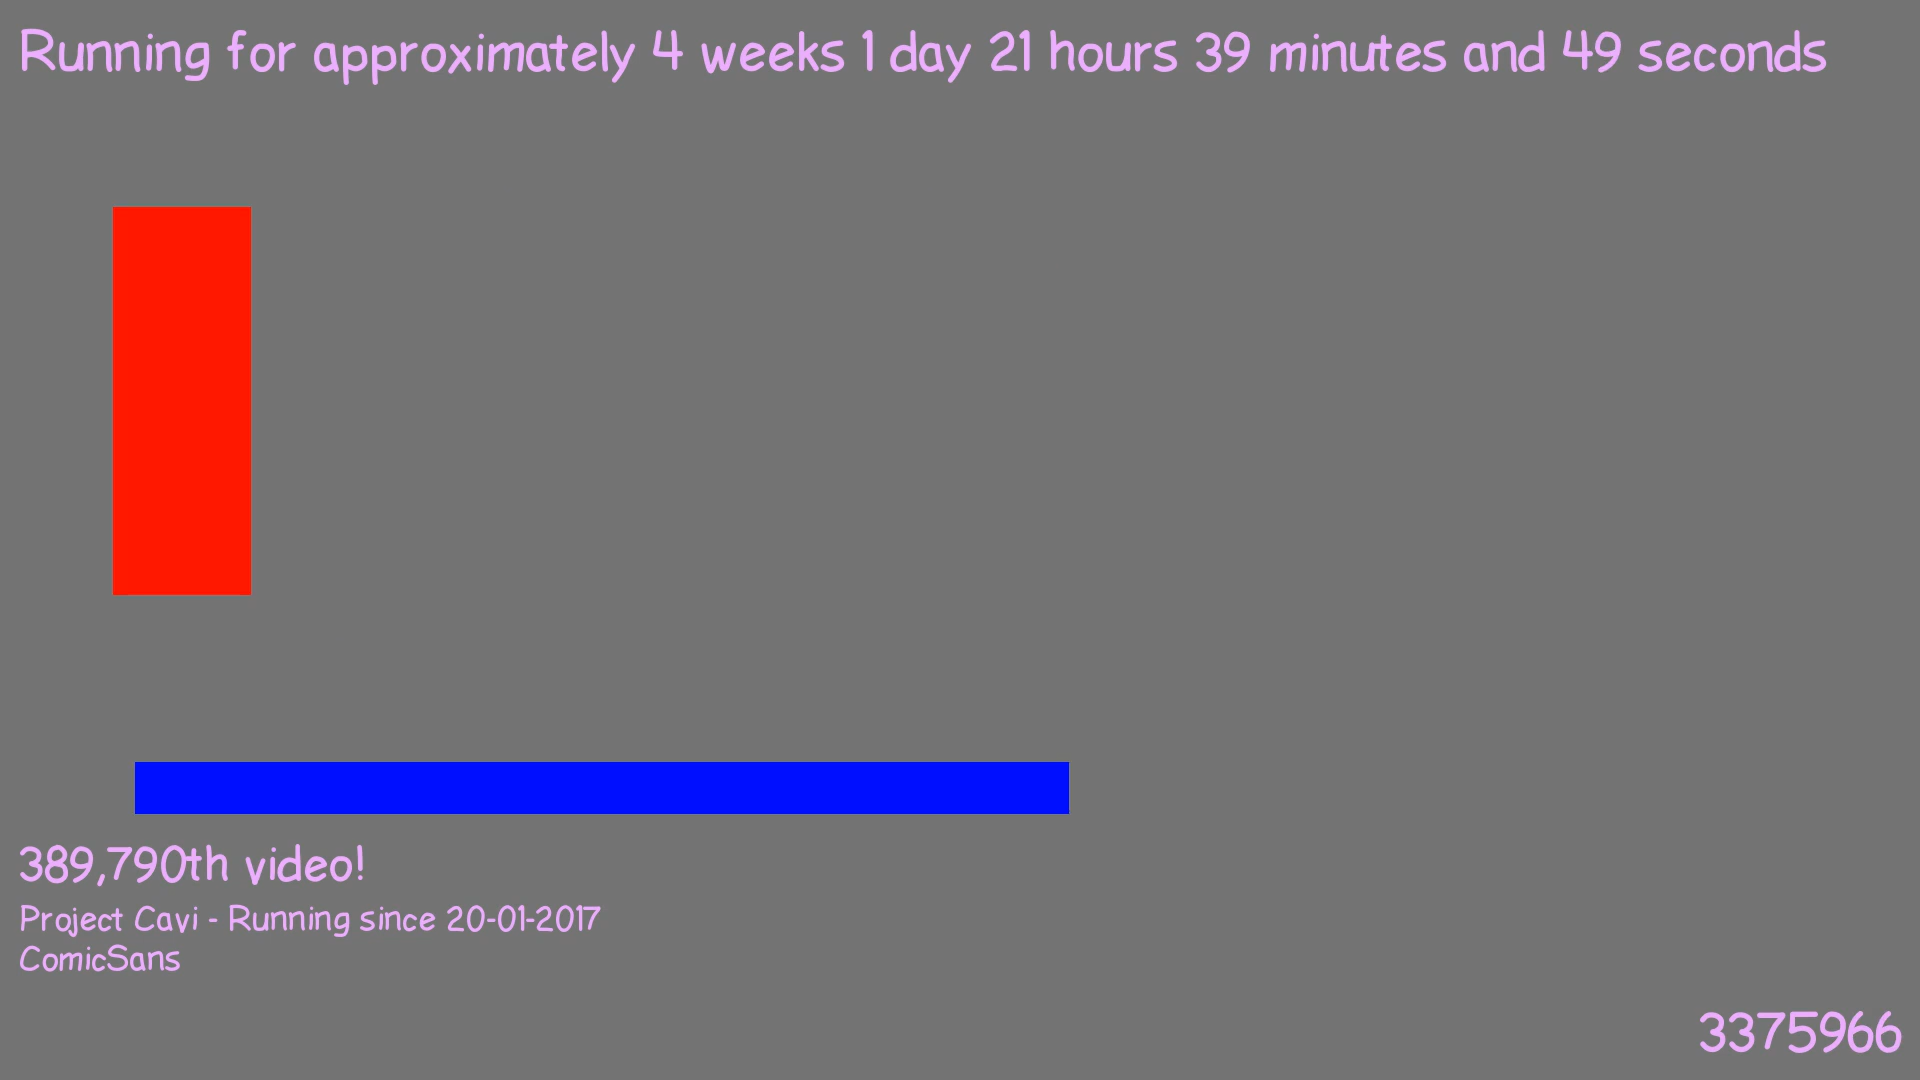 Running for approximately 4 weeks 1 day 21 hours 39 minutes and 49 seconds
389,790th video!
Project Cavi - Running since 20-01-2017
ComicSans
3375966